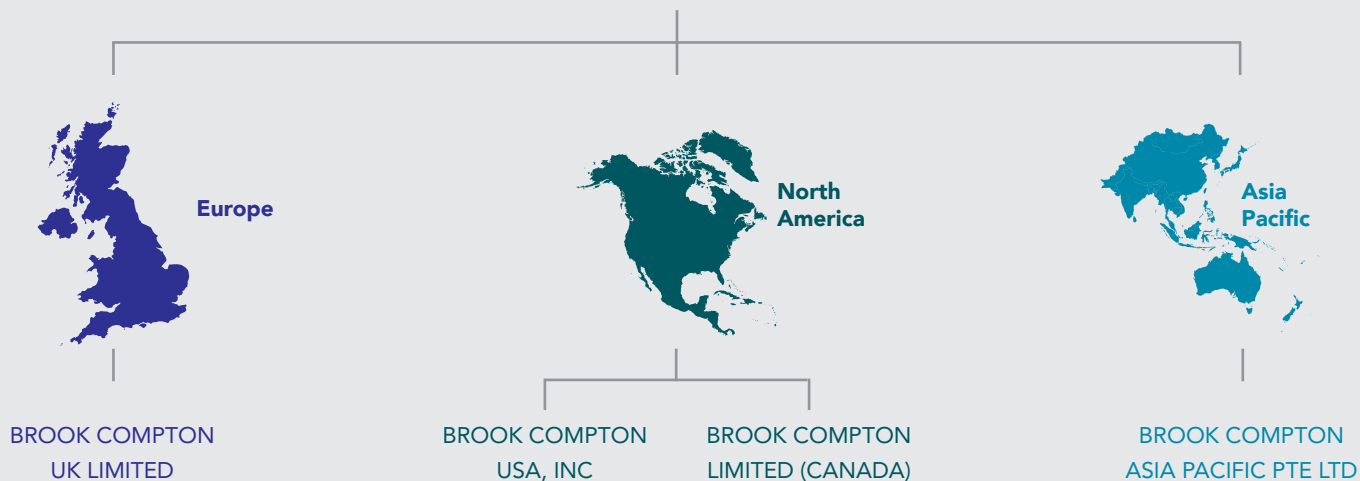 Europe
North
America
Asia
Pacific
BROOK COMPTON
UK LIMITED
BROOK COMPTON
USA, INC
BROOK COMPTON
LIMITED (CANADA)
BROOK COMPTON
ASIA PACIFIC PTE LTD